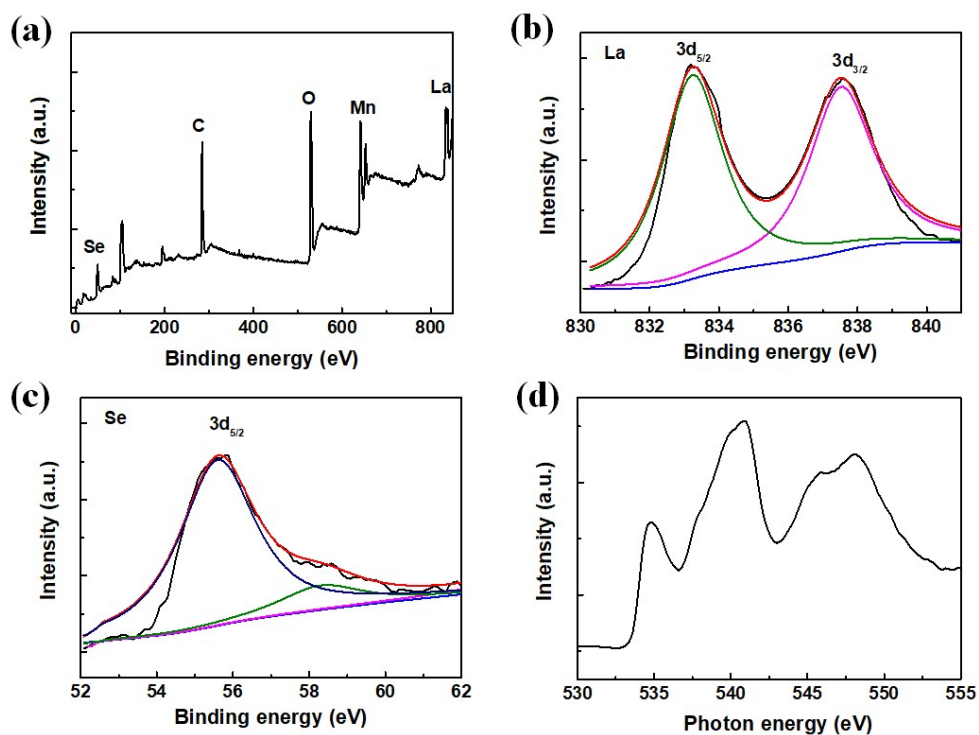 (a)
Intensity (a.u.)
Se
C
O
Mn
La
0 200 400 600 800
Binding energy (eV)
(b)
Intensity (a.u.)
La
3d5/2
3d3/2
830 832 834 836 838 840
Binding energy (eV)
(c)
Intensity (a.u.)
Se
3d5/2
52 54 56 58 60 62
Binding energy (eV)
(d)
Intensity (a.u.)
530 535 540 545 550 555
Photon energy (eV)